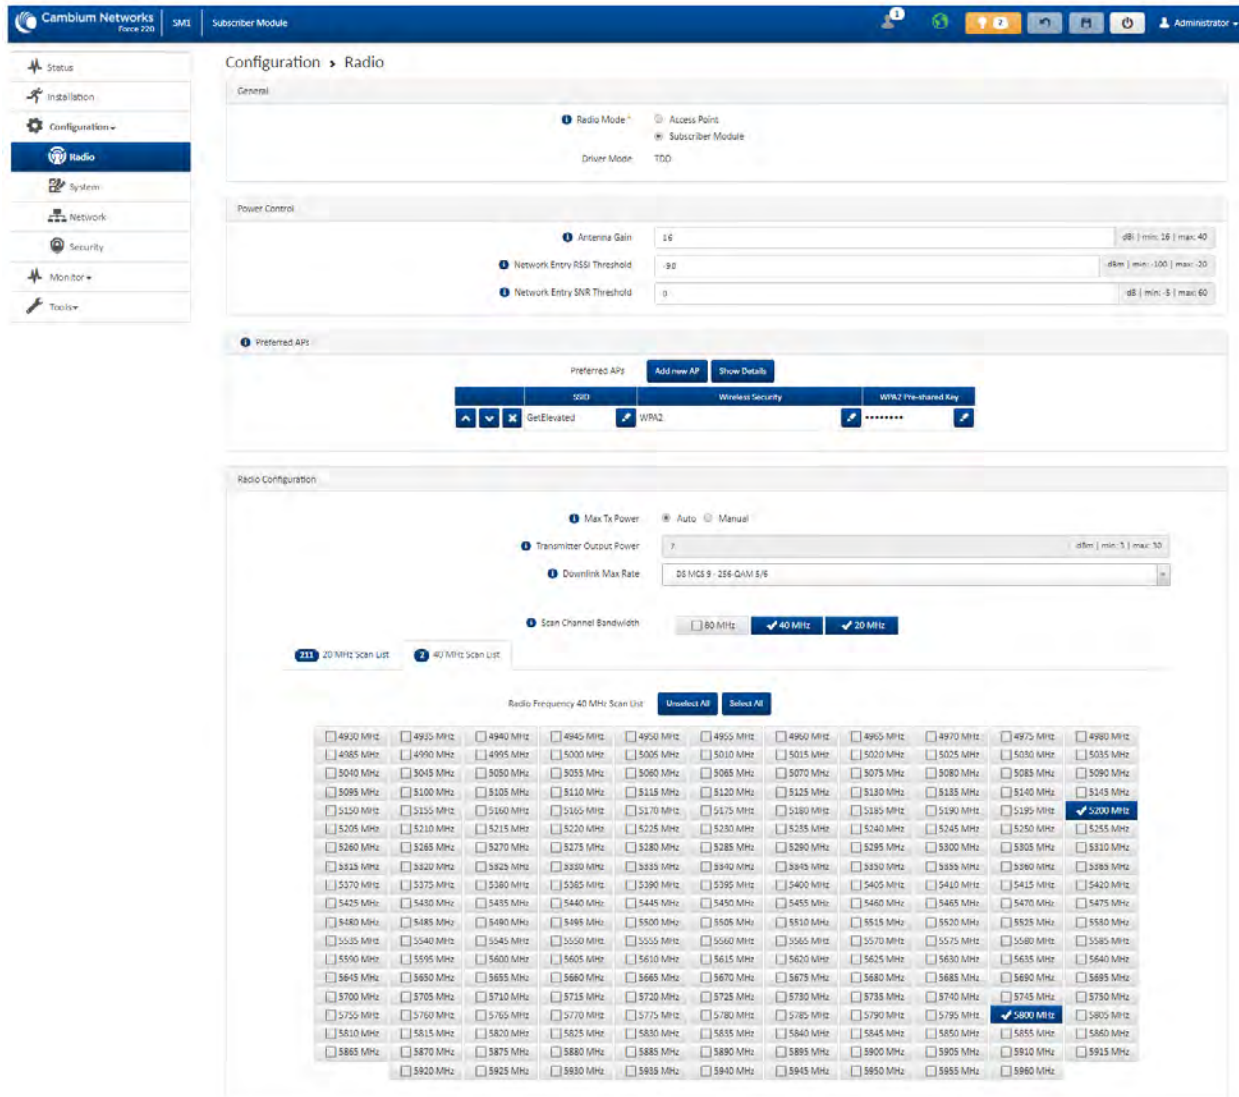 Cambium Networks
Force 220
SM1
Subscriber Module
1
2
Administrator
Status
Installation
Configuration
Radio
System
Network
Security
Monitor
Tools
Configuration › Radio
General
Radio Mode
Access Point
Subscriber Module
Driver Mode TDD
Power Control
Antenna Gain 16 dBi | min: 16 | max: 40
Network Entry RSSI Threshold -90 dBm | min: -100 | max: -20
Network Entry SNR Threshold 0 dB | min: -5 | max: 60
Preferred APs
Preferred APs Add new AP Show Details
SSID Wireless Security WPA2 Pre-shared Key
GetElevated WPA2 ••••••••
Radio Configuration
Max Tx Power Auto Manual
Transmitter Output Power 7 dBm | min: 3 | max: 30
Downlink Max Rate DS MCS 9 - 256-QAM 5/6
Scan Channel Bandwidth 80 MHz 40 MHz 20 MHz
211 20 MHz Scan List 2 40 MHz Scan List
Radio Frequency 40 MHz Scan List Unselect All Select All
4930 MHz 4935 MHz 4940 MHz 4945 MHz 4950 MHz 4955 MHz 4960 MHz 4965 MHz 4970 MHz 4975 MHz 4980 MHz
4985 MHz 4990 MHz 4995 MHz 5000 MHz 5005 MHz 5010 MHz 5015 MHz 5020 MHz 5025 MHz 5030 MHz 5035 MHz
5040 MHz 5045 MHz 5050 MHz 5055 MHz 5060 MHz 5065 MHz 5070 MHz 5075 MHz 5080 MHz 5085 MHz 5090 MHz
5095 MHz 5100 MHz 5105 MHz 5110 MHz 5115 MHz 5120 MHz 5125 MHz 5130 MHz 5135 MHz 5140 MHz 5145 MHz
5150 MHz 5155 MHz 5160 MHz 5165 MHz 5170 MHz 5175 MHz 5180 MHz 5185 MHz 5190 MHz 5195 MHz 5200 MHz
5205 MHz 5210 MHz 5215 MHz 5220 MHz 5225 MHz 5230 MHz 5235 MHz 5240 MHz 5245 MHz 5250 MHz 5255 MHz
5260 MHz 5265 MHz 5270 MHz 5275 MHz 5280 MHz 5285 MHz 5290 MHz 5295 MHz 5300 MHz 5305 MHz 5310 MHz
5315 MHz 5320 MHz 5325 MHz 5330 MHz 5335 MHz 5340 MHz 5345 MHz 5350 MHz 5355 MHz 5360 MHz 5365 MHz
5370 MHz 5375 MHz 5380 MHz 5385 MHz 5390 MHz 5395 MHz 5400 MHz 5405 MHz 5410 MHz 5415 MHz 5420 MHz
5425 MHz 5430 MHz 5435 MHz 5440 MHz 5445 MHz 5450 MHz 5455 MHz 5460 MHz 5465 MHz 5470 MHz 5475 MHz
5480 MHz 5485 MHz 5490 MHz 5495 MHz 5500 MHz 5505 MHz 5510 MHz 5515 MHz 5520 MHz 5525 MHz 5530 MHz
5535 MHz 5540 MHz 5545 MHz 5550 MHz 5555 MHz 5560 MHz 5565 MHz 5570 MHz 5575 MHz 5580 MHz 5585 MHz
5590 MHz 5595 MHz 5600 MHz 5605 MHz 5610 MHz 5615 MHz 5620 MHz 5625 MHz 5630 MHz 5635 MHz 5640 MHz
5645 MHz 5650 MHz 5655 MHz 5660 MHz 5665 MHz 5670 MHz 5675 MHz 5680 MHz 5685 MHz 5690 MHz 5695 MHz
5700 MHz 5705 MHz 5710 MHz 5715 MHz 5720 MHz 5725 MHz 5730 MHz 5735 MHz 5740 MHz 5745 MHz 5750 MHz
5755 MHz 5760 MHz 5765 MHz 5770 MHz 5775 MHz 5780 MHz 5785 MHz 5790 MHz 5795 MHz 5800 MHz 5805 MHz
5810 MHz 5815 MHz 5820 MHz 5825 MHz 5830 MHz 5835 MHz 5840 MHz 5845 MHz 5850 MHz 5855 MHz 5860 MHz
5865 MHz 5870 MHz 5875 MHz 5880 MHz 5885 MHz 5890 MHz 5895 MHz 5900 MHz 5905 MHz 5910 MHz 5915 MHz
5920 MHz 5925 MHz 5930 MHz 5935 MHz 5940 MHz 5945 MHz 5950 MHz 5955 MHz 5960 MHz